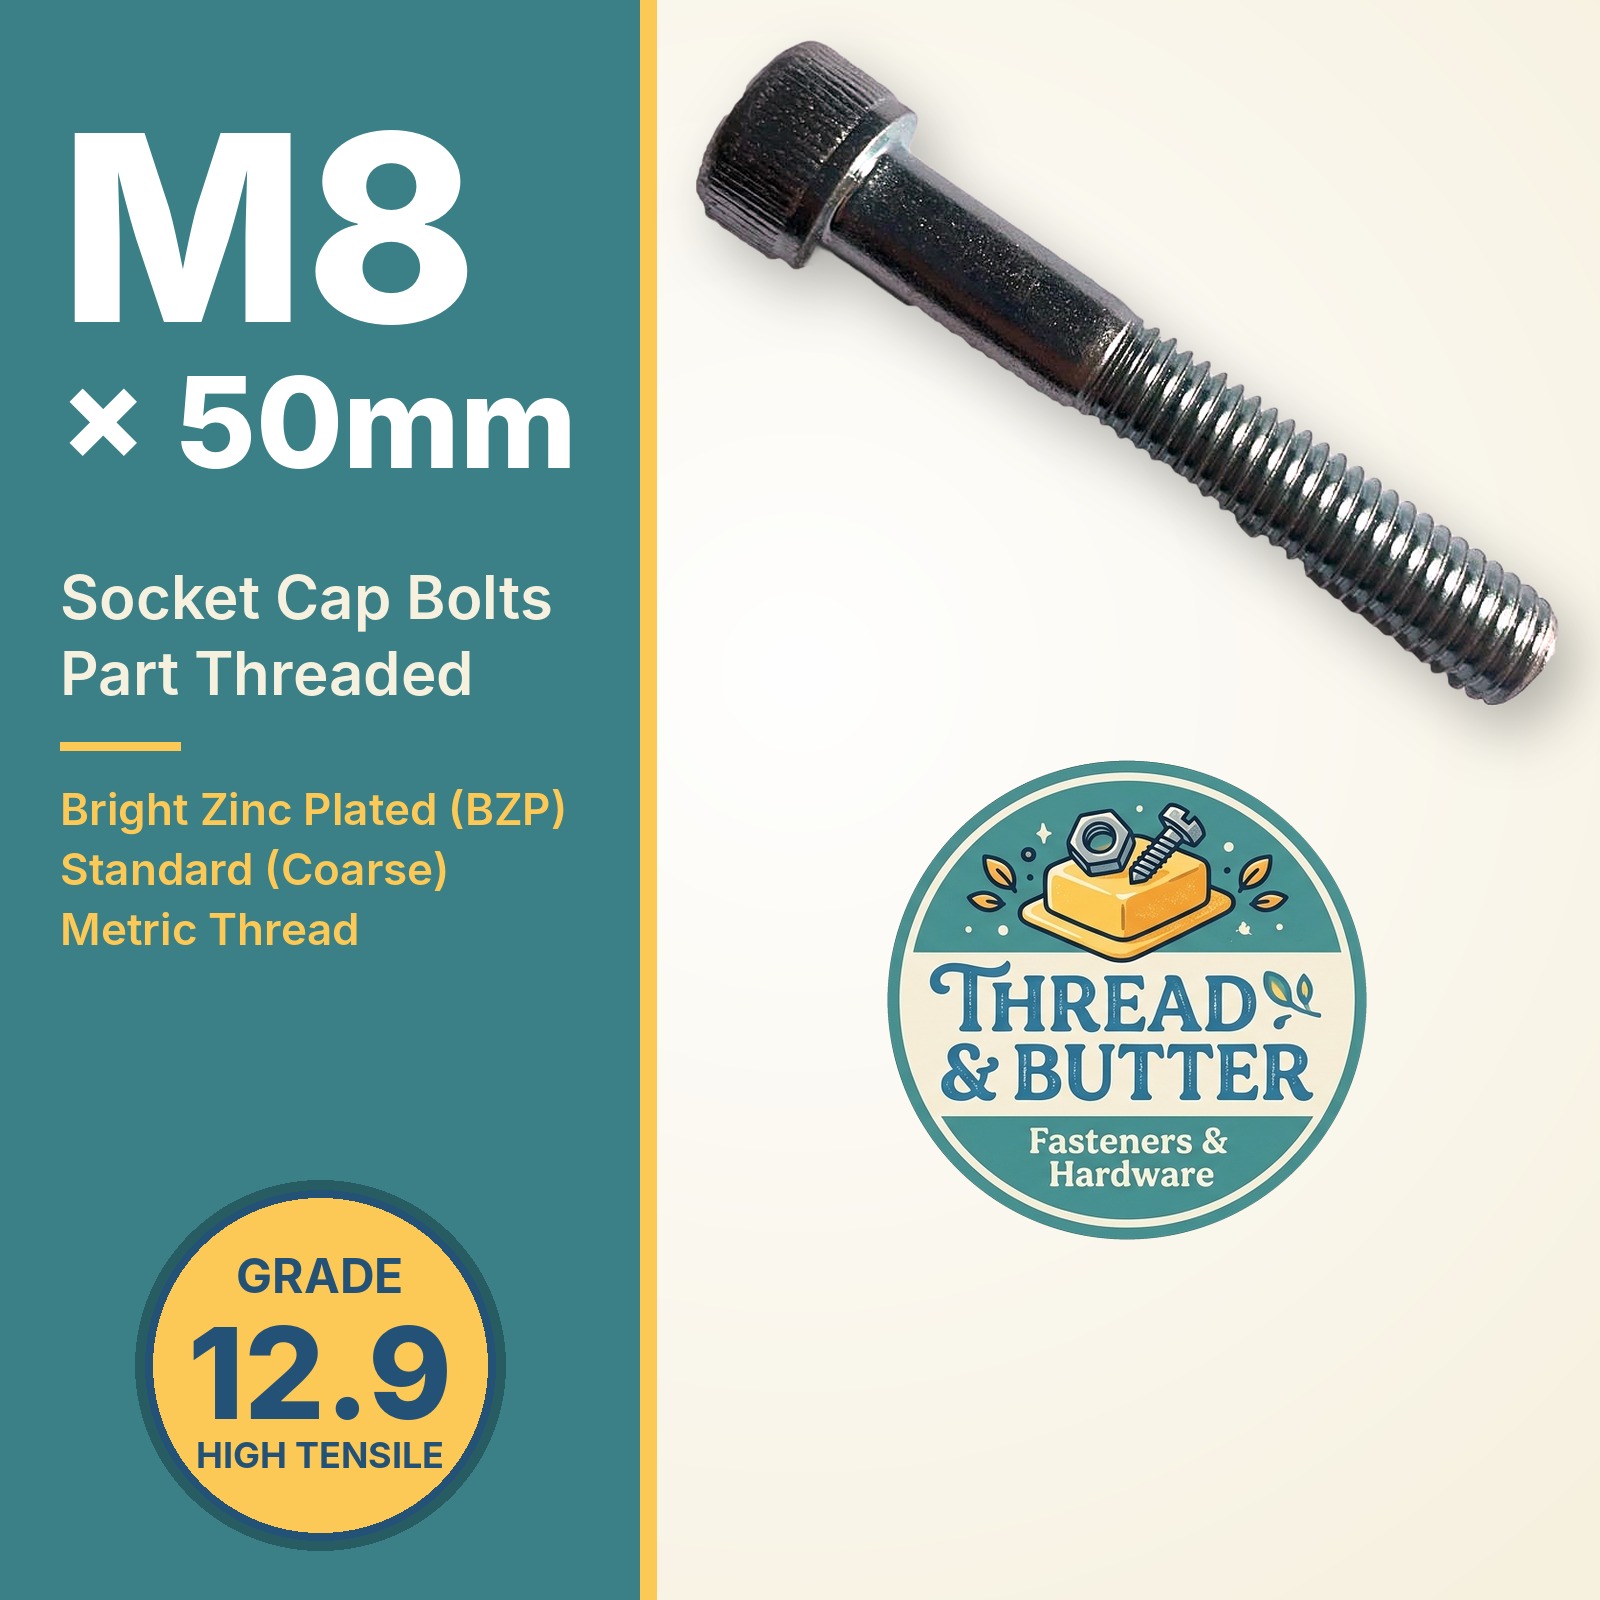 M8
× 50mm
Socket Cap Bolts
Part Threaded
Bright Zinc Plated (BZP)
Standard (Coarse)
Metric Thread
GRADE
12.9
HIGH TENSILE
THREAD
& BUTTER
Fasteners &
Hardware